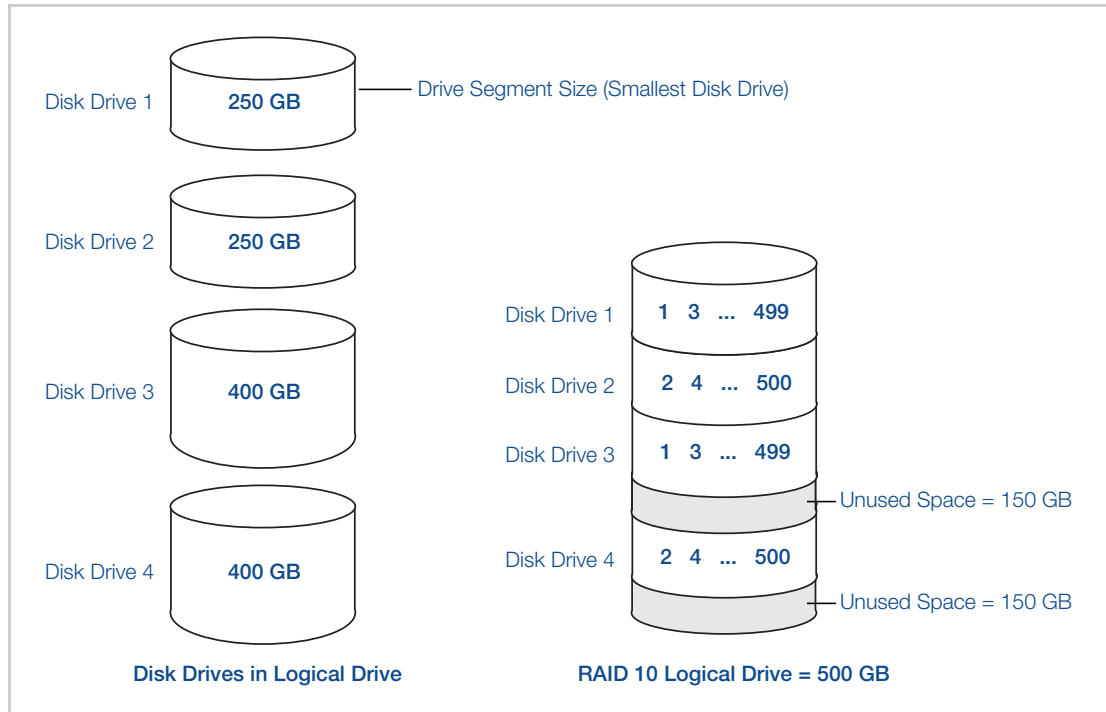 Disk Drive 1
250 GB
Drive Segment Size (Smallest Disk Drive)
Disk Drive 2
250 GB
Disk Drive 3
400 GB
Disk Drive 4
400 GB
Disk Drives in Logical Drive
Disk Drive 1
1 3 ... 499
Disk Drive 2
2 4 ... 500
Disk Drive 3
1 3 ... 499
Unused Space = 150 GB
Disk Drive 4
2 4 ... 500
Unused Space = 150 GB
RAID 10 Logical Drive = 500 GB